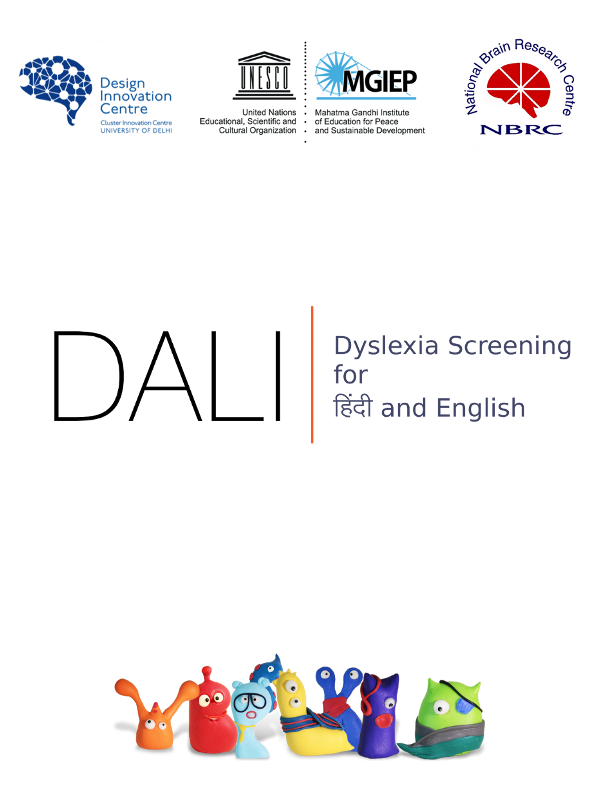 Design
Innovation
Centre
Cluster Innovation Centre
UNIVERSITY OF DELHI
UNESCO
United Nations
Educational, Scientific and
Cultural Organization
MGIEP
Mahatma Gandhi Institute
of Education for Peace
and Sustainable Development
National Brain Research Centre
NBRC
DALI
Dyslexia Screening
for
हिंदी and English